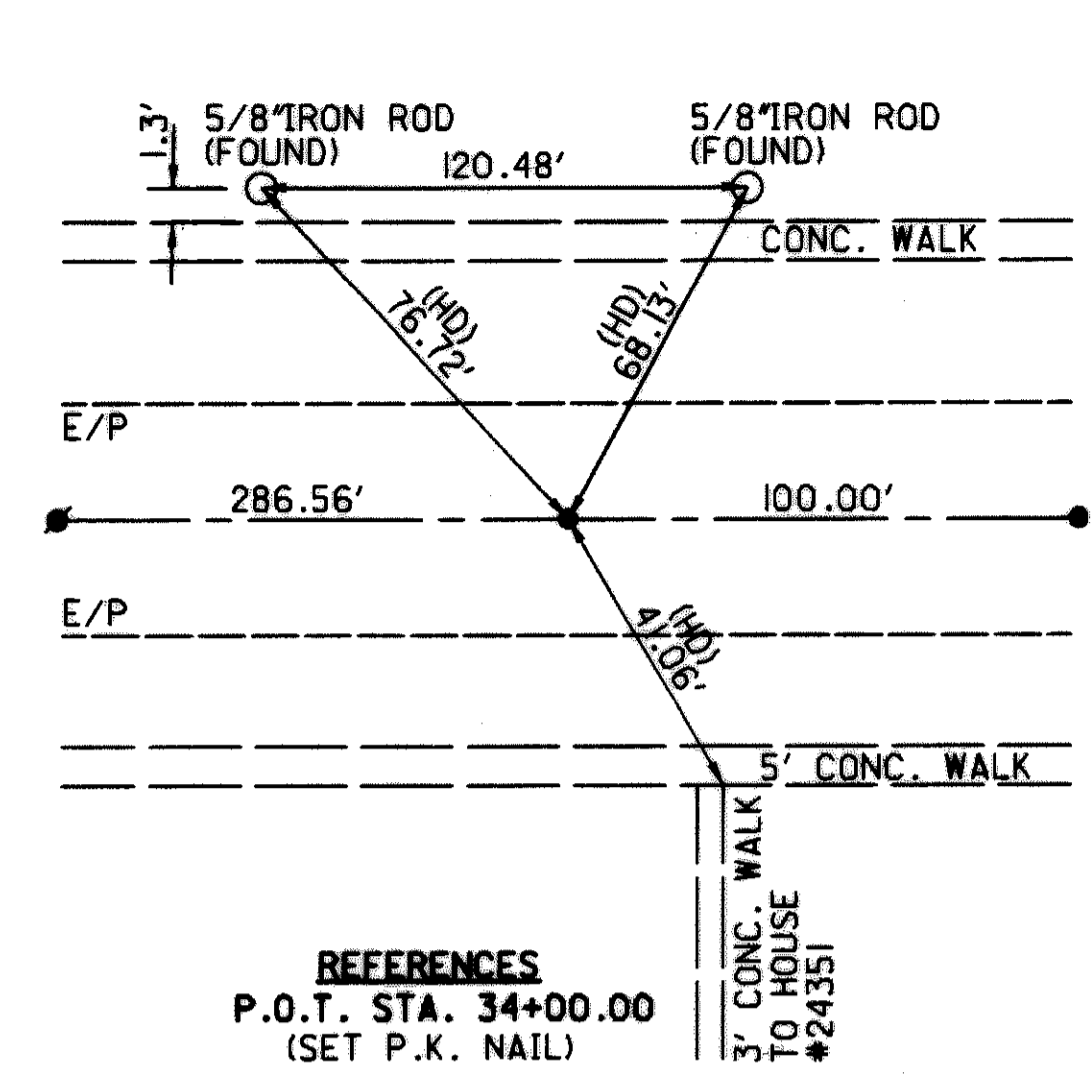 1.3'
5/8"IRON ROD
(FOUND)
5/8"IRON ROD
(FOUND)
120.48'
CONC. WALK
(HD)
76.72'
(HD)
68.13'
E/P
286.56'
100.00'
E/P
(HD)
41.06'
5' CONC. WALK
3' CONC. WALK
TO HOUSE
#24351
REFERENCES
P.O.T. STA. 34+00.00
(SET P.K. NAIL)